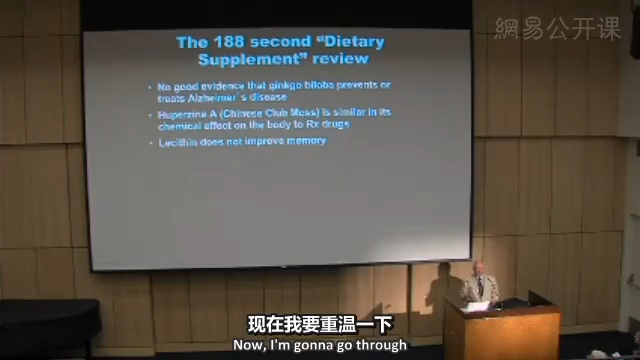 網易公开课
The 188 second “Dietary
Supplement” review
• No good evidence that ginkgo biloba prevents or
treats Alzheimer`s disease
• Huperzine A (Chinese Club Moss) is similar in its
chemical effect on the body to Rx drugs
• Lecithin does not improve memory
现在我要重温一下
Now, I'm gonna go through